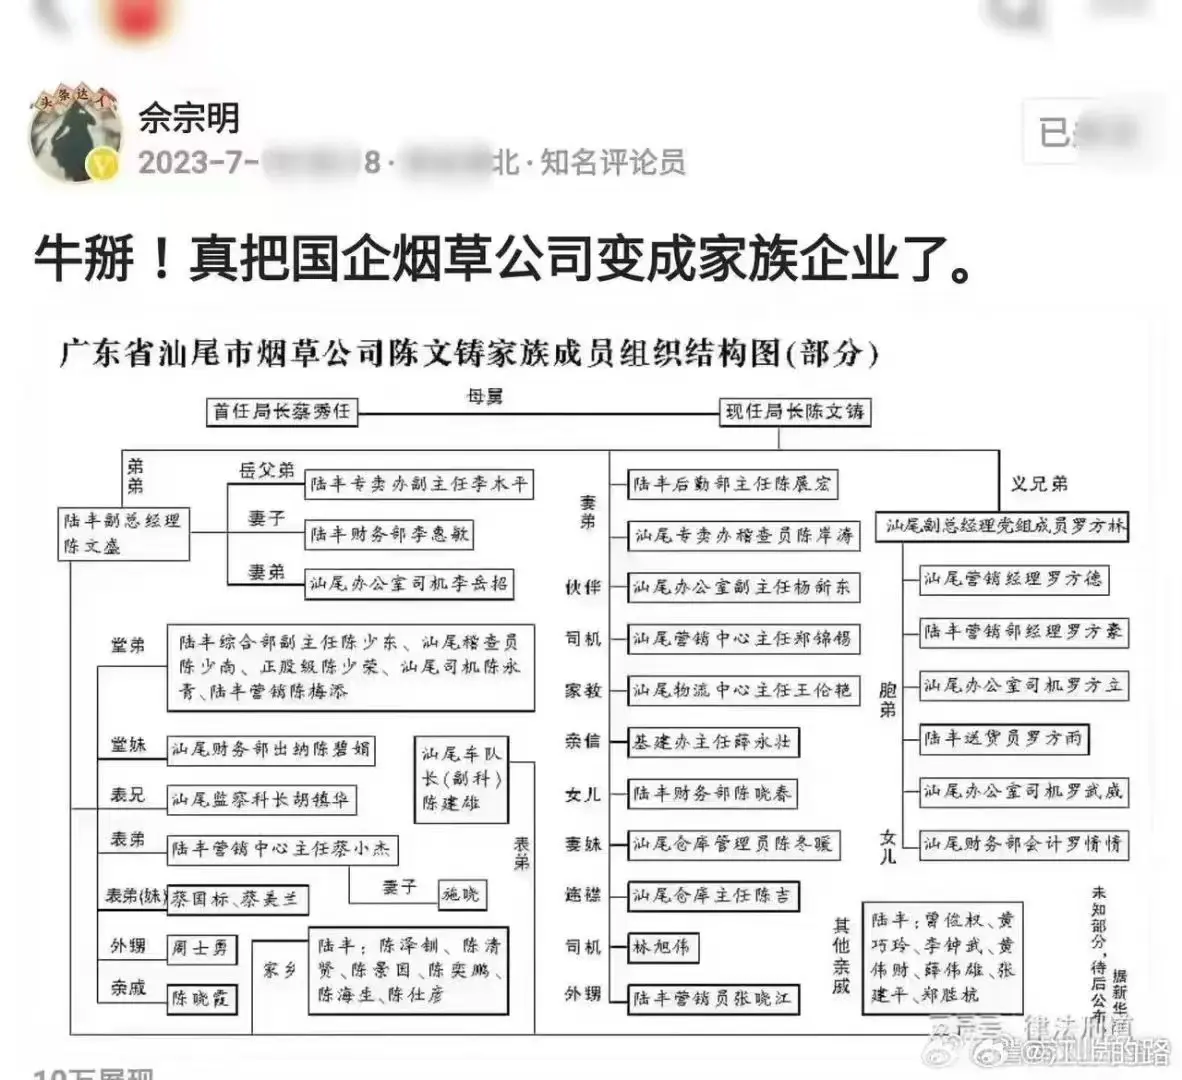 头条达人
佘宗明
2023-7-
8·
北·知名评论员
已
牛掰！真把国企烟草公司变成家族企业了。
广东省汕尾市烟草公司陈文铸家族成员组织结构图(部分)
首任局长蔡秀任
母舅
现任局长陈文铸
弟弟
陆丰副总经理
陈文盛
岳父弟
陆丰专卖办副主任李木平
妻子
陆丰财务部李惠敏
妻弟
汕尾办公室司机李岳招
堂弟
陆丰综合部副主任陈少东、汕尾稽查员
陈少南、正股级陈少荣、汕尾司机陈永
青、陆丰营销陈梅添
堂妹
汕尾财务部出纳陈碧娟
表兄
汕尾监察科长胡镇华
表弟
陆丰营销中心主任蔡小杰
妻子
施晓
表弟(妹)
蔡国标、蔡美兰
外甥
周士勇
亲戚
陈晓霞
家乡
陆丰：陈泽钏、陈清
贤、陈景因、陈奕鹏、
陈海生、陈仕彦
汕尾车队
长(副科)
陈建雄
表弟
妻弟
陆丰后勤部主任陈展宏
汕尾专卖办稽查员陈岸涛
伙伴
汕尾办公室副主任杨新东
司机
汕尾营销中心主任郑锦锡
家教
汕尾物流中心主任王伦艳
亲信
基建办主任薛永壮
女儿
陆丰财务部陈晓春
妻妹
汕尾仓库管理员陈冬暖
连襟
汕尾仓库主任陈吉
司机
林旭伟
外甥
陆丰营销员张晓江
义兄弟
汕尾副总经理党组成员罗方林
胞弟
汕尾营销经理罗方德
陆丰营销部经理罗方素
汕尾办公室司机罗方立
陆丰送货员罗方雨
汕尾办公室司机罗武威
女儿
汕尾财务部会计罗情情
其他亲戚
陆丰：曾俊权、黄
巧玲、李钟武、黄
伟财、薛伟雄、张
建平、郑胜杭
未知部分，待后公布
据新华
律法刑道
的路
10万展现